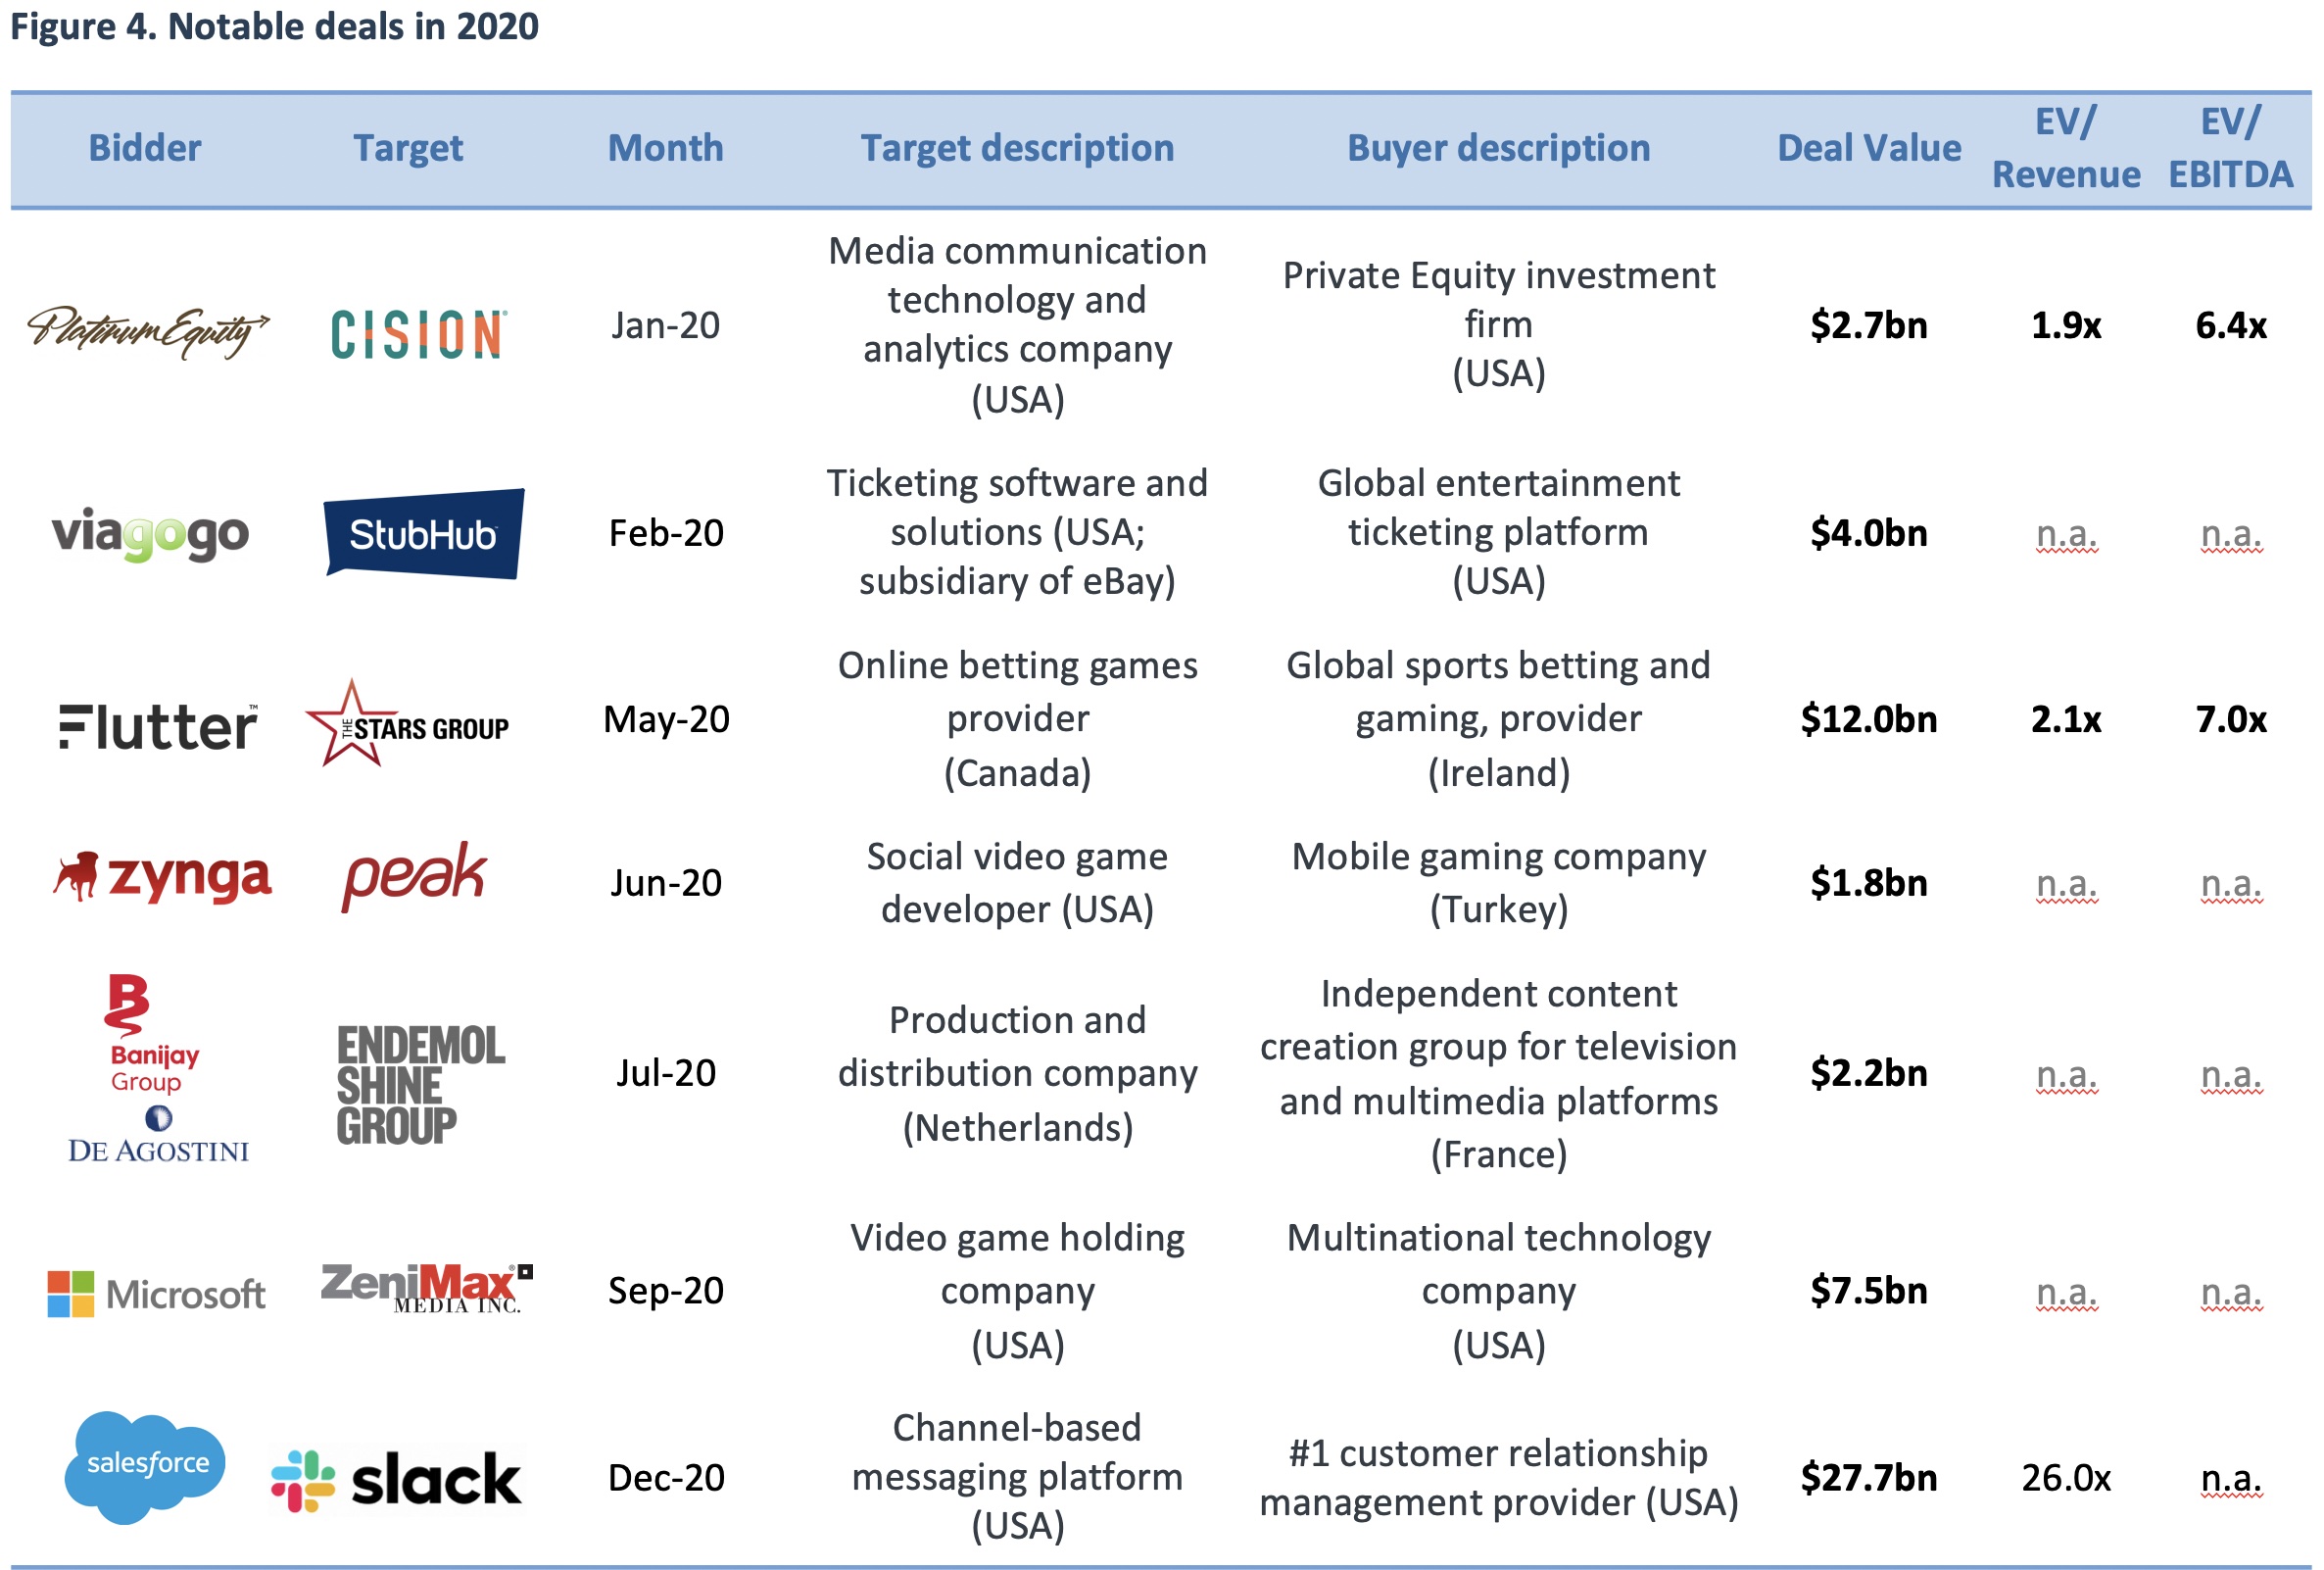 Figure 4. Notable deals in 2020
Bidder
Target
Month
Target description
Buyer description
Deal Value
EV/
Revenue
EV/
EBITDA
Platinum Equity
CISION
Jan-20
Media communication
technology and
analytics company
(USA)
Private Equity investment
firm
(USA)
$2.7bn
1.9x
6.4x
viagogo
StubHub
Feb-20
Ticketing software and
solutions (USA;
subsidiary of eBay)
Global entertainment
ticketing platform
(USA)
$4.0bn
n.a.
n.a.
Flutter™
THE STARS GROUP
May-20
Online betting games
provider
(Canada)
Global sports betting and
gaming, provider
(Ireland)
$12.0bn
2.1x
7.0x
zynga
peak
Jun-20
Social video game
developer (USA)
Mobile gaming company
(Turkey)
$1.8bn
n.a.
n.a.
B
Banijay
Group
DE AGOSTINI
ENDEMOL
SHINE
GROUP
Jul-20
Production and
distribution company
(Netherlands)
Independent content
creation group for television
and multimedia platforms
(France)
$2.2bn
n.a.
n.a.
Microsoft
ZeniMax®
MEDIA INC.
Sep-20
Video game holding
company
(USA)
Multinational technology
company
(USA)
$7.5bn
n.a.
n.a.
salesforce
slack
Dec-20
Channel-based
messaging platform
(USA)
#1 customer relationship
management provider (USA)
$27.7bn
26.0x
n.a.